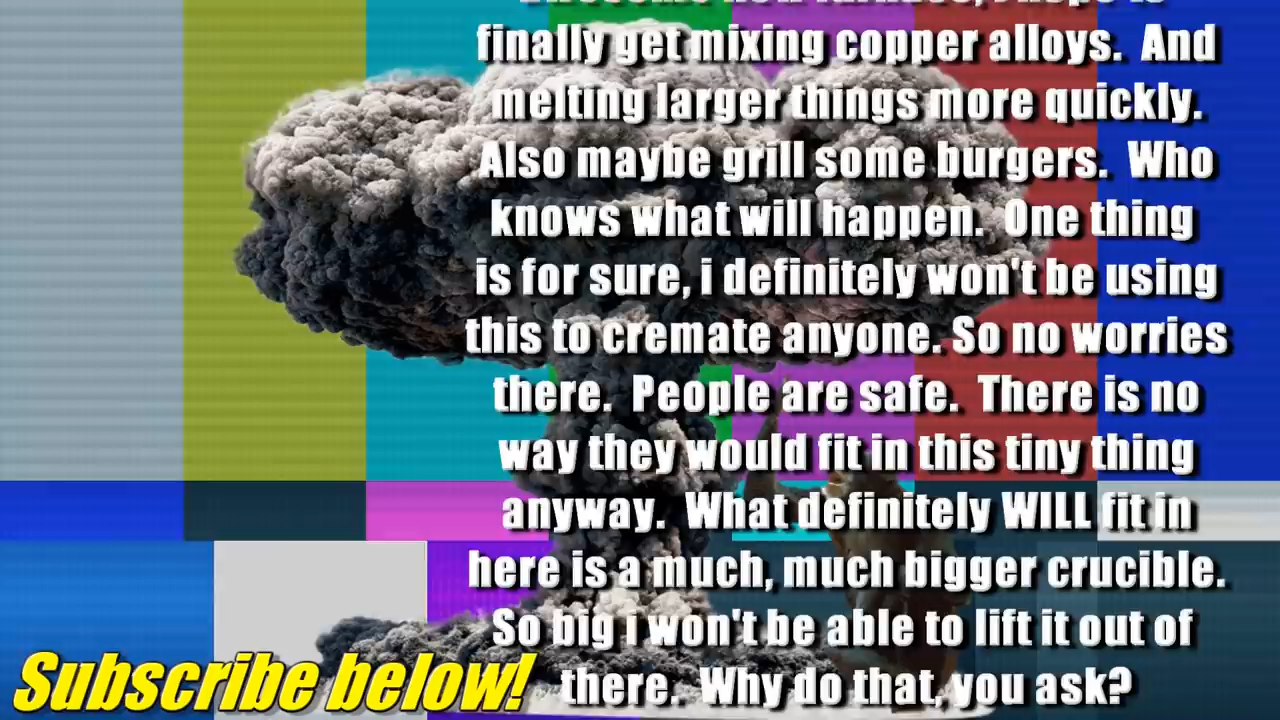 finally get mixing copper alloys. And
melting larger things more quickly.
Also maybe grill some burgers. Who
knows what will happen. One thing
is for sure, i definitely won't be using
this to cremate anyone. So no worries
there. People are safe. There is no
way they would fit in this tiny thing
anyway. What definitely WILL fit in
here is a much, much bigger crucible.
So big i won't be able to lift it out of
there. Why do that, you ask?
Subscribe below!